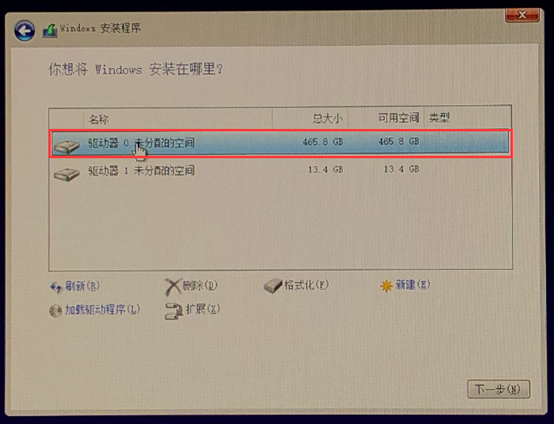 Windows 安装程序
你想将 Windows 安装在哪里?
名称 总大小 可用空间 类型
驱动器 0 未分配的空间 465.8 GB 465.8 GB
驱动器 1 未分配的空间 13.4 GB 13.4 GB
刷新(R) 删除(D) 格式化(F) 新建(E)
加载驱动程序(L) 扩展(X)
下一步(N)